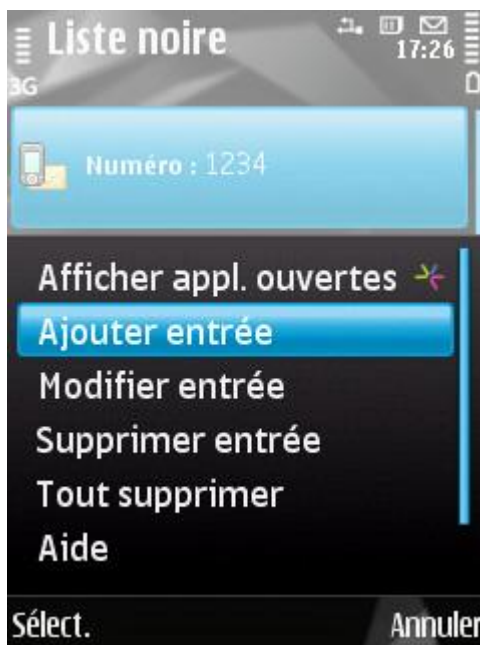 Liste noire
17:26
3G
Numéro : 1234
Afficher appl. ouvertes
Ajouter entrée
Modifier entrée
Supprimer entrée
Tout supprimer
Aide
Sélect.
Annuler